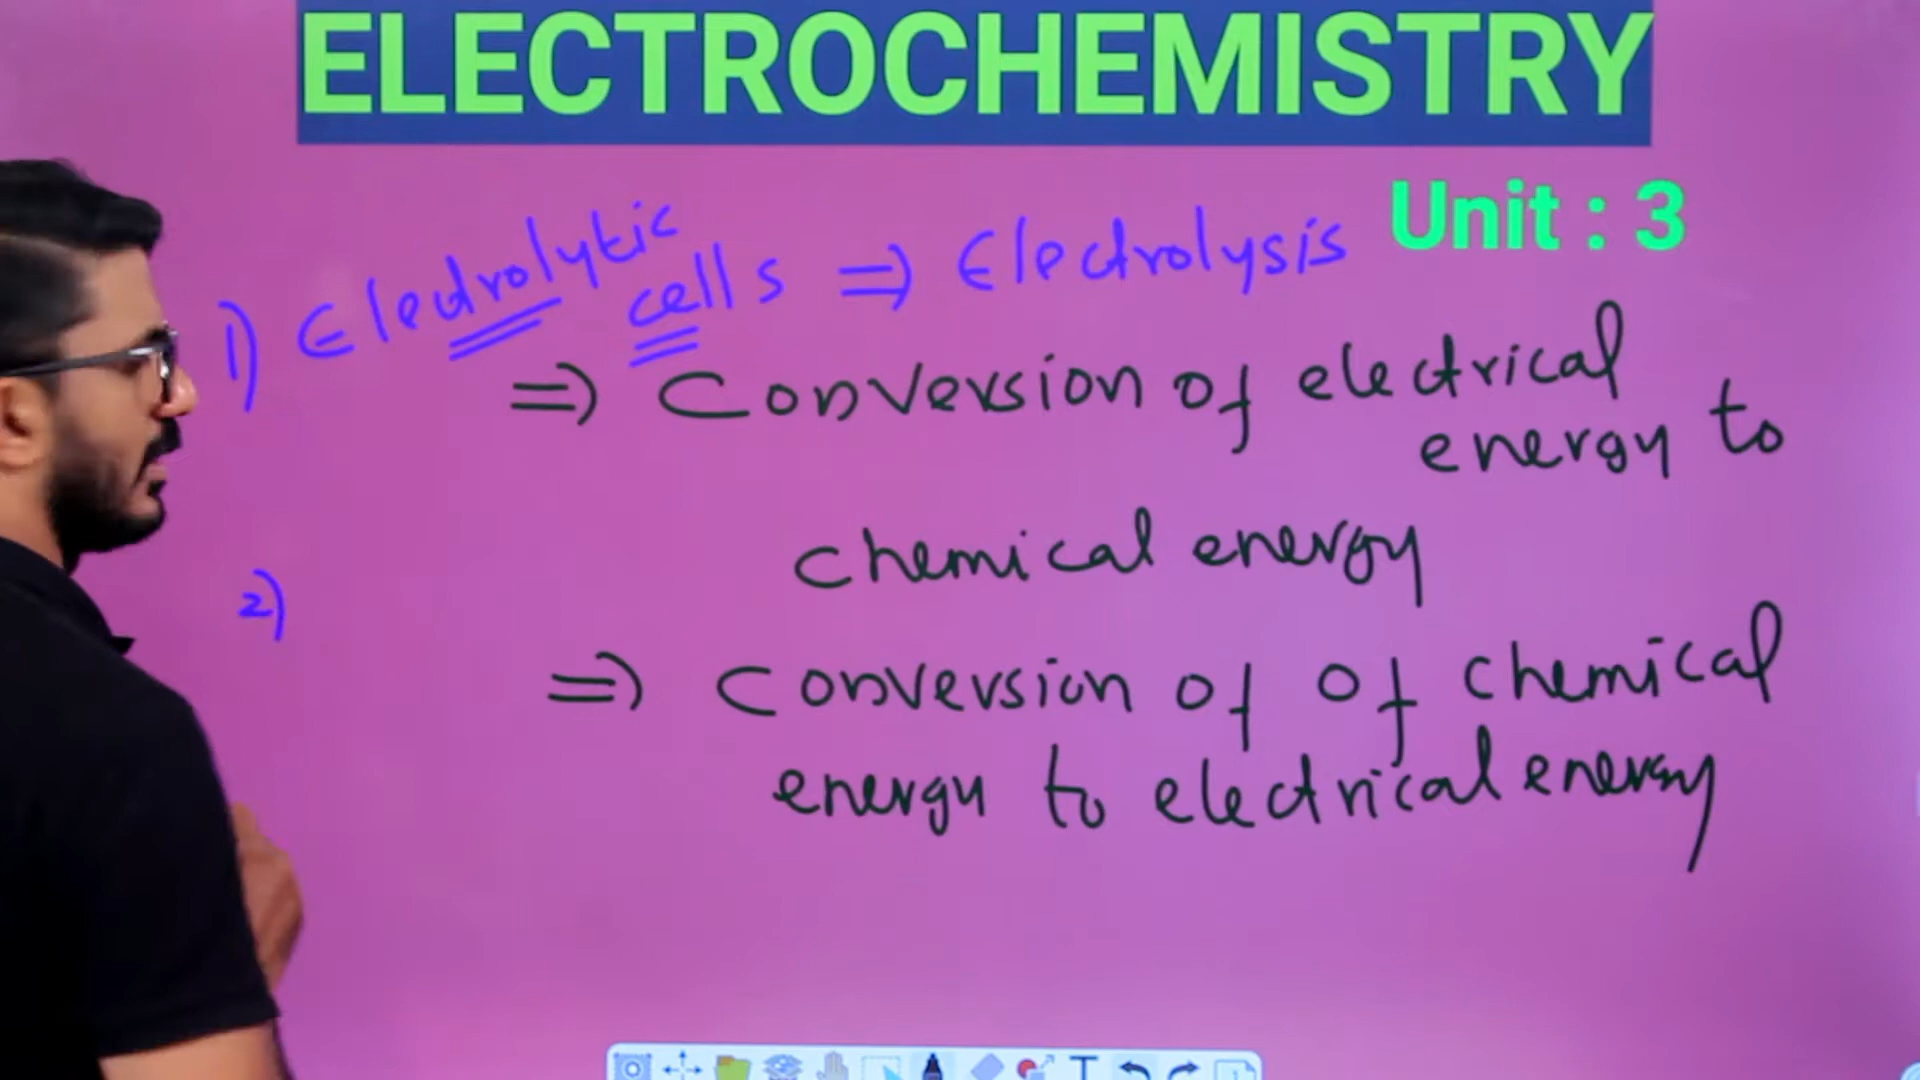 ELECTROCHEMISTRY
Unit : 3
1) Electrolytic cells => Electrolysis
=) Conversion of electrical
energy to
chemical energy
2)
=) Conversion of of chemical
energy to electrical energy